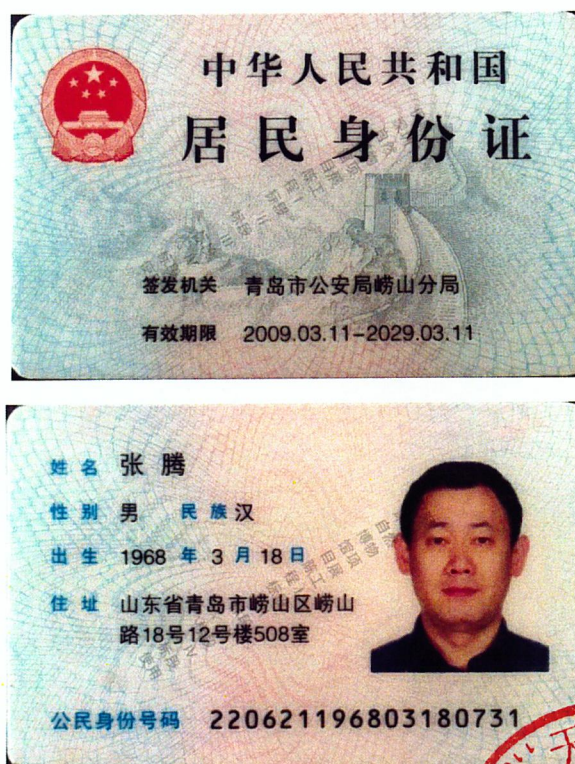 中华人民共和国
居民身份证
签发机关 青岛市公安局崂山分局
有效期限 2009.03.11-2029.03.11
姓名 张腾
性别 男 民族 汉
出生 1968 年 3 月 18 日
住址 山东省青岛市崂山区崂山
路18号12号楼508室
公民身份号码 220621196803180731
天